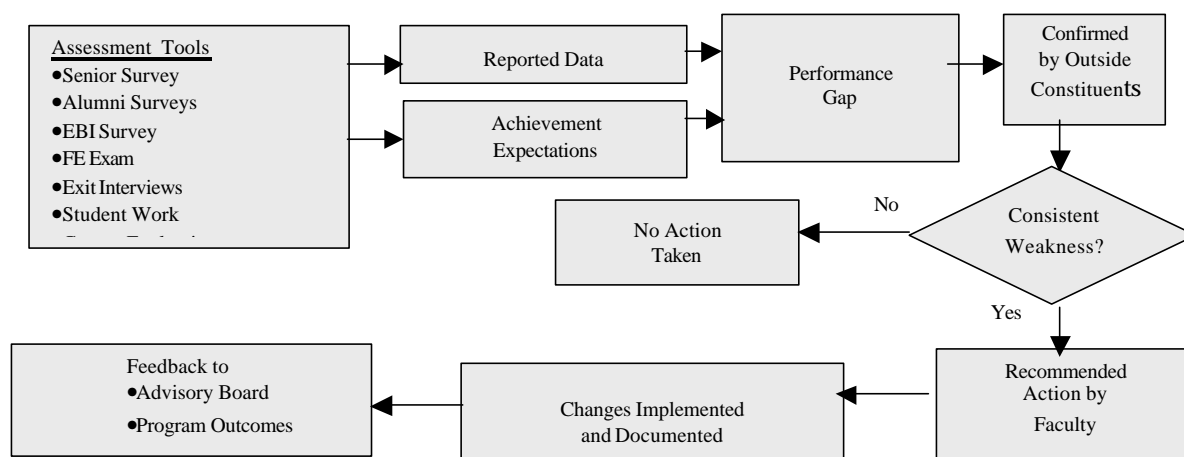 Assessment Tools
•Senior Survey
•Alumni Surveys
•EBI Survey
•FE Exam
•Exit Interviews
•Student Work
Reported Data
Achievement
Expectations
Performance
Gap
Confirmed
by Outside
Constituents
Consistent
Weakness?
No
No Action
Taken
Yes
Recommended
Action by
Faculty
Changes Implemented
and Documented
Feedback to
•Advisory Board
•Program Outcomes